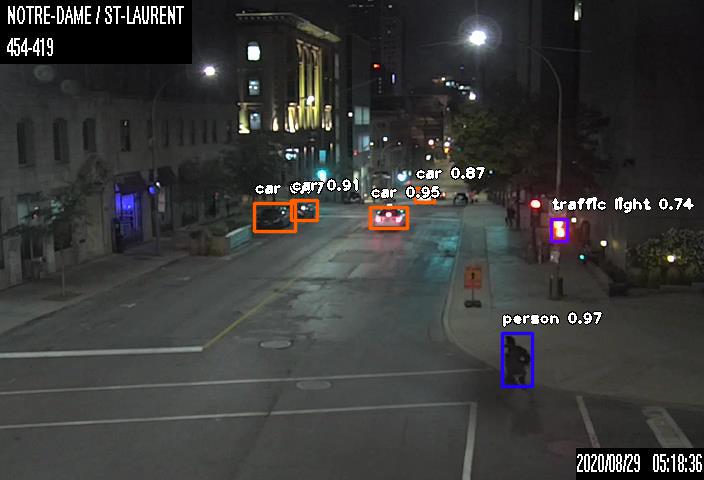 NOTRE-DAME / ST-LAURENT
454-419
car 0.91
car 0.95
car 0.87
traffic light 0.74
person 0.97
2020/08/29 05:18:36